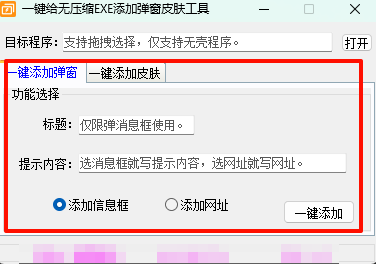 一键给无压缩EXE添加弹窗皮肤工具
目标程序：支持拖拽选择，仅支持无壳程序。 打开
一键添加弹窗 一键添加皮肤
功能选择
标题：仅限弹消息框使用。
提示内容：选消息框就写提示内容，选网址就写网址。
添加信息框 添加网址 一键添加